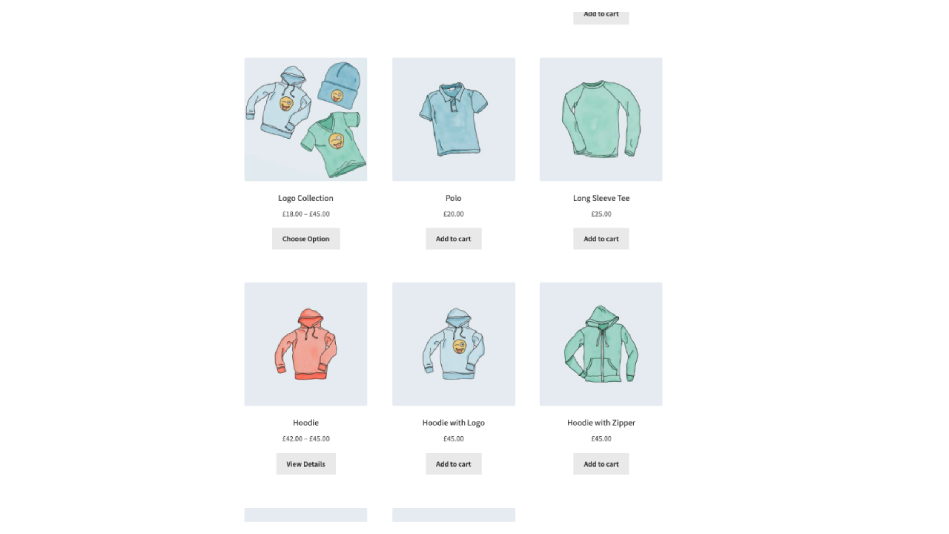 Add to cart
Logo Collection
£18.00 – £45.00
Choose Option
Polo
£20.00
Add to cart
Long Sleeve Tee
£25.00
Add to cart
Hoodie
£42.00 – £45.00
View Details
Hoodie with Logo
£45.00
Add to cart
Hoodie with Zipper
£45.00
Add to cart